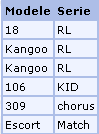 Modele Serie
18 RL
Kangoo RL
Kangoo RL
106 KID
309 chorus
Escort Match